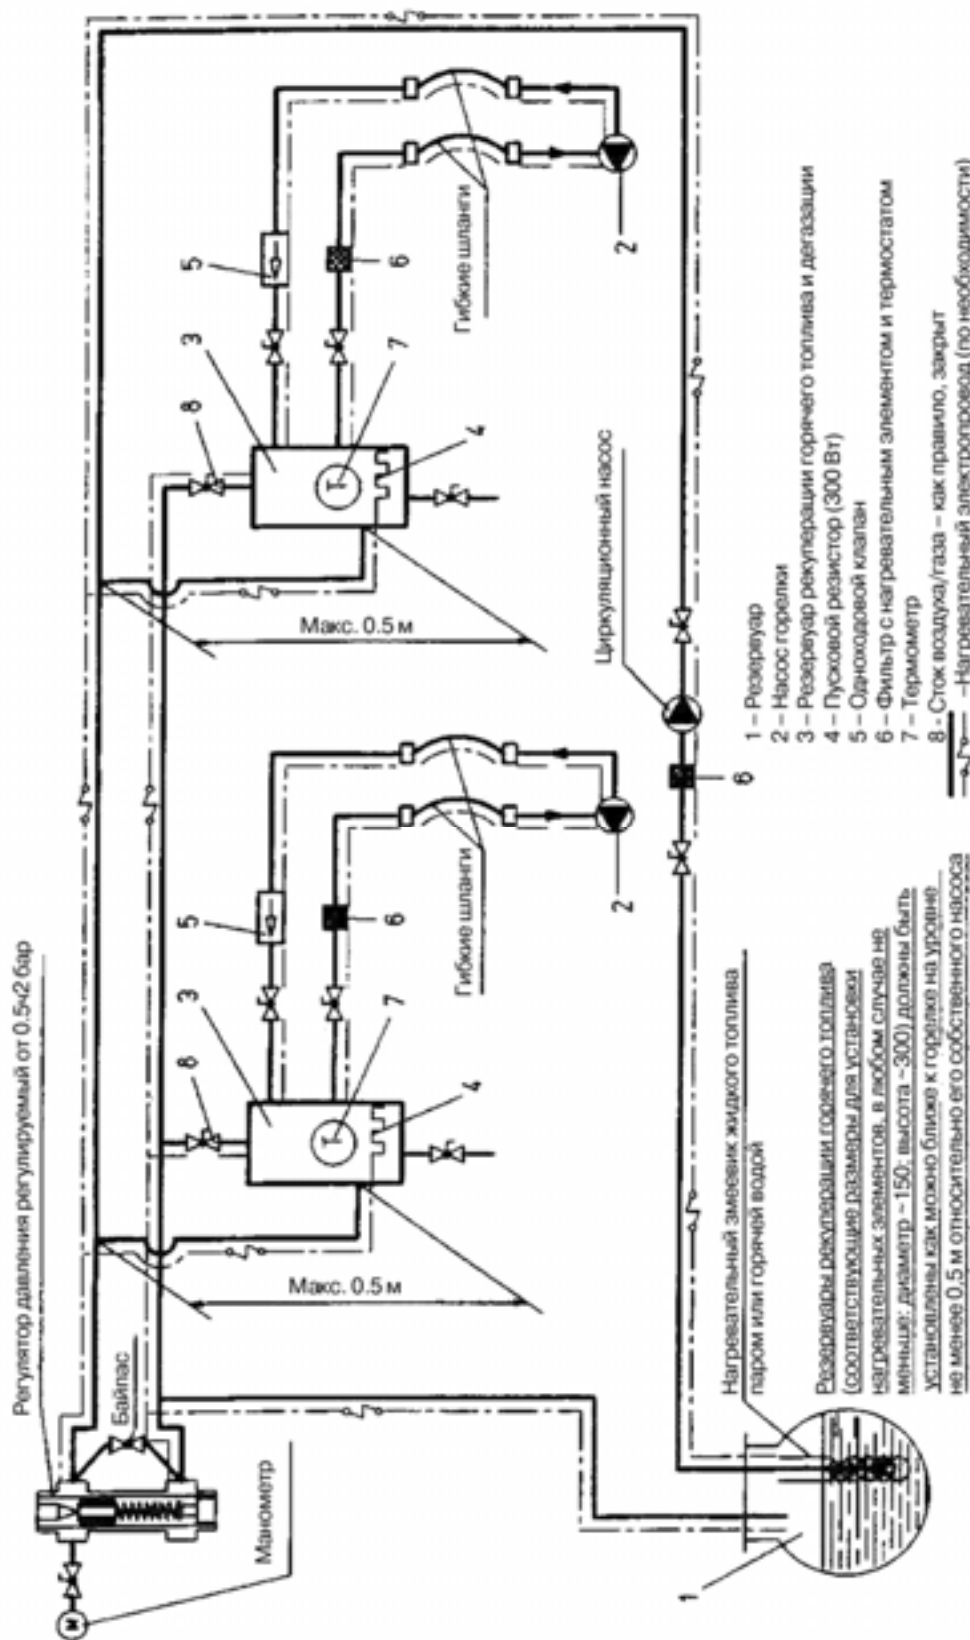 Регулятор давления регулируемый от 0.5ч2 бар
Байпас
Манометр
M
8
3
5
6
7
4
Макс. 0.5 м
Гибкие шланги
2
8
3
5
6
7
4
Макс. 0.5 м
Гибкие шланги
2
Циркуляционный насос
6
1
Нагревательный змеевик жидкого топлива
паром или горячей водой
Резервуары рекуперации горячего топлива
(соответствующие размеры для установки
нагревательных элементов, в любом случае не
меньше: диаметр ~150; высота ~300) должны быть
установлены как можно ближе к горелке на уровне
не менее 0,5 м относительно его собственного насоса
1 – Резервуар
2 – Насос горелки
3 – Резервуар рекуперации горячего топлива и дегазации
4 – Пусковой резистор (300 Вт)
5 – Одноходовой клапан
6 – Фильтр с нагревательным элементом и термостатом
7 – Термометр
8 - Сток воздуха/газа – как правило, закрыт
–Нагревательный электропровод (по необходимости)